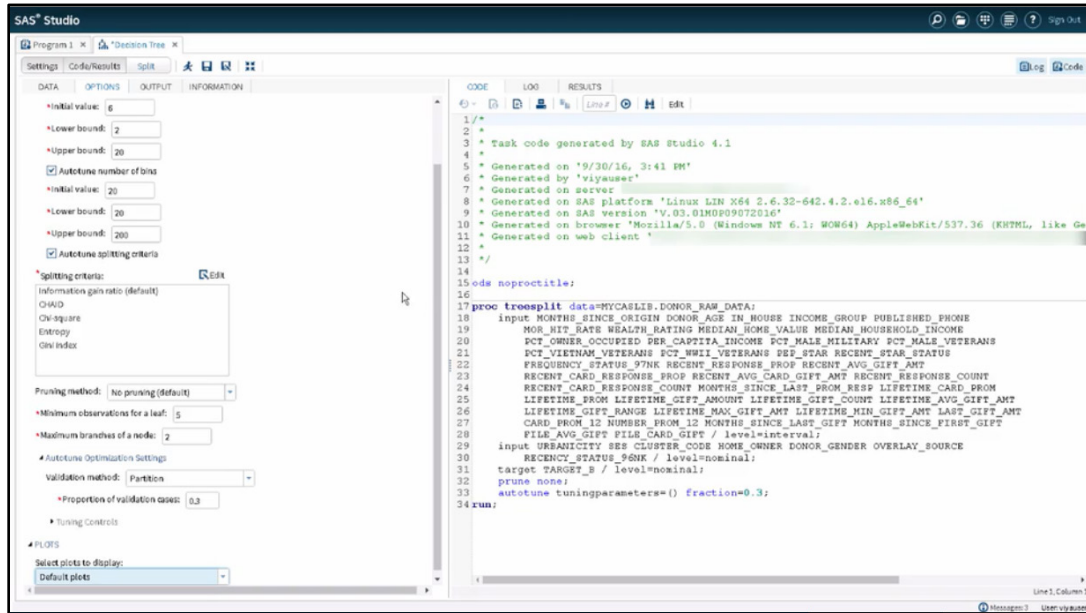 SAS® Studio
Sign Out
Program 1 × *Decision Tree ×
Settings Code/Results Split
Log Code
DATA OPTIONS OUTPUT INFORMATION
*Initial value: 6
*Lower bound: 2
*Upper bound: 20
Autotune number of bins
*Initial value: 20
*Lower bound: 20
*Upper bound: 200
Autotune splitting criteria
*Splitting criteria: Edit
Information gain ratio (default)
CHAID
Chi-square
Entropy
Gini index
Pruning method: No pruning (default)
*Minimum observations for a leaf: 5
*Maximum branches of a node: 2
Autotune Optimization Settings
Validation method: Partition
*Proportion of validation cases: 0.3
Tuning Controls
PLOTS
Select plots to display:
Default plots
CODE LOG RESULTS
Line # Edit
1 /*
2 *
3 * Task code generated by SAS Studio 4.1
4 *
5 * Generated on '9/30/16, 3:41 PM'
6 * Generated by 'viyauser'
7 * Generated on server
8 * Generated on SAS platform 'Linux LIN X64 2.6.32-642.4.2.el6.x86_64'
9 * Generated on SAS version 'V.03.01M0P09072016'
10 * Generated on browser 'Mozilla/5.0 (Windows NT 6.1; WOW64) AppleWebKit/537.36 (KHTML, like Ge
11 * Generated on web client '
12 *
13 */
14
15 ods noproctitle;
16
17 proc treesplit data=MYCASLIB.DONOR_RAW_DATA;
18 input MONTHS_SINCE_ORIGIN DONOR_AGE IN_HOUSE INCOME_GROUP PUBLISHED_PHONE
19 MOR_HIT_RATE WEALTH_RATING MEDIAN_HOME_VALUE MEDIAN_HOUSEHOLD_INCOME
20 PCT_OWNER_OCCUPIED PER_CAPTITA_INCOME PCT_MALE_MILITARY PCT_MALE_VETERANS
21 PCT_VIETNAM_VETERANS PCT_WWII_VETERANS PEP_STAR RECENT_STAR_STATUS
22 FREQUENCY_STATUS_97NK RECENT_RESPONSE_PROP RECENT_AVG_GIFT_AMT
23 RECENT_CARD_RESPONSE_PROP RECENT_AVG_CARD_GIFT_AMT RECENT_RESPONSE_COUNT
24 RECENT_CARD_RESPONSE_COUNT MONTHS_SINCE_LAST_PROM_RESP LIFETIME_CARD_PROM
25 LIFETIME_PROM LIFETIME_GIFT_AMOUNT LIFETIME_GIFT_COUNT LIFETIME_AVG_GIFT_AMT
26 LIFETIME_GIFT_RANGE LIFETIME_MAX_GIFT_AMT LIFETIME_MIN_GIFT_AMT LAST_GIFT_AMT
27 CARD_PROM_12 NUMBER_PROM_12 MONTHS_SINCE_LAST_GIFT MONTHS_SINCE_FIRST_GIFT
28 FILE_AVG_GIFT FILE_CARD_GIFT / level=interval;
29 input URBANICITY SES CLUSTER_CODE HOME_OWNER DONOR_GENDER OVERLAY_SOURCE
30 RECENCY_STATUS_96NK / level=nominal;
31 target TARGET_B / level=nominal;
32 prune none;
33 autotune tuningparameters=() fraction=0.3;
34 run;
Line 1, Column
Messages: 3 User: viyauser